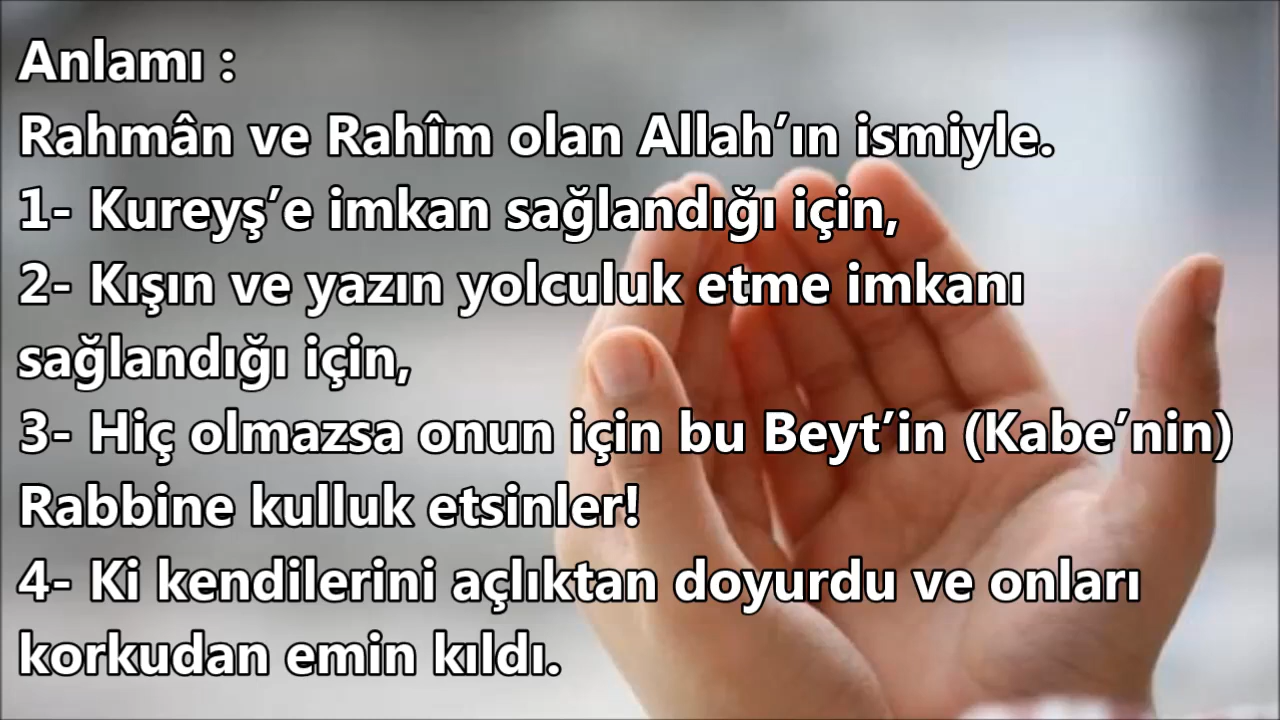 Anlamı :
Rahmân ve Rahîm olan Allah’ın ismiyle.
1- Kureyş’e imkan sağlandığı için,
2- Kışın ve yazın yolculuk etme imkanı
sağlandığı için,
3- Hiç olmazsa onun için bu Beyt’in (Kabe’nin)
Rabbine kulluk etsinler!
4- Ki kendilerini açlıktan doyurdu ve onları
korkudan emin kıldı.